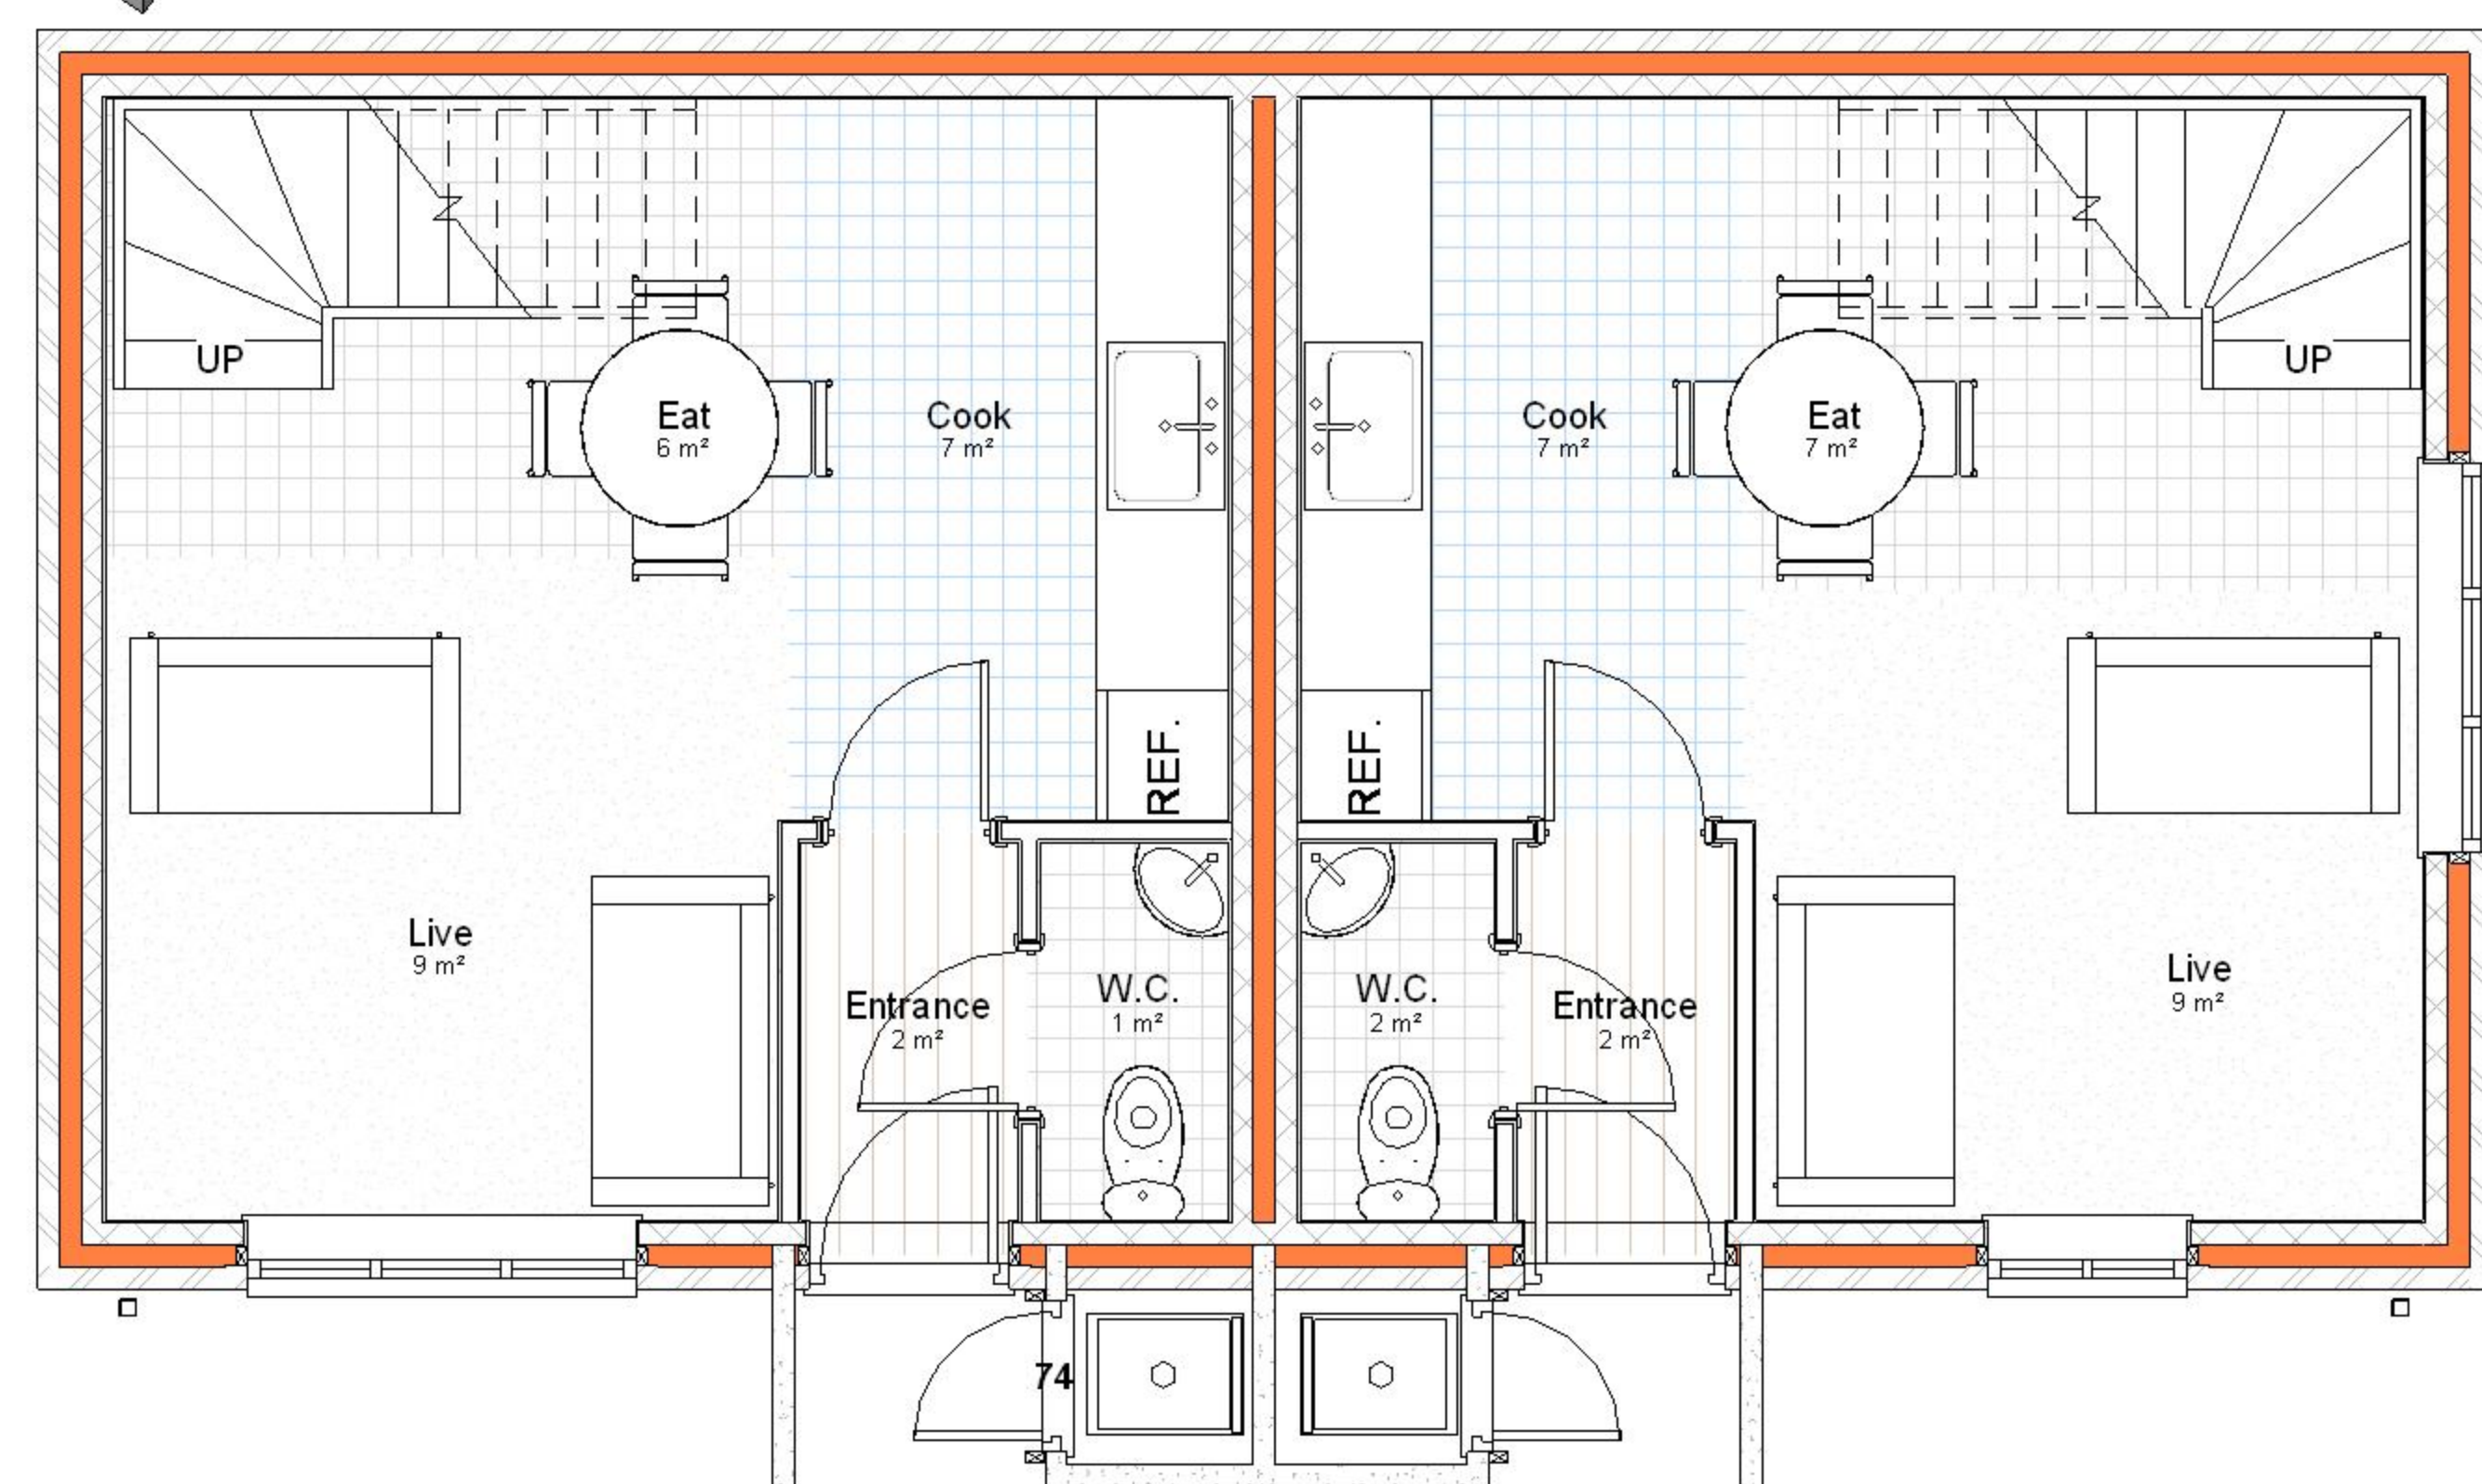 UP
Eat
6 m²
Cook
7 m²
Cook
7 m²
Eat
7 m²
UP
REF.
REF.
Live
9 m²
Entrance
2 m²
W.C.
1 m²
W.C.
2 m²
Entrance
2 m²
Live
9 m²
74